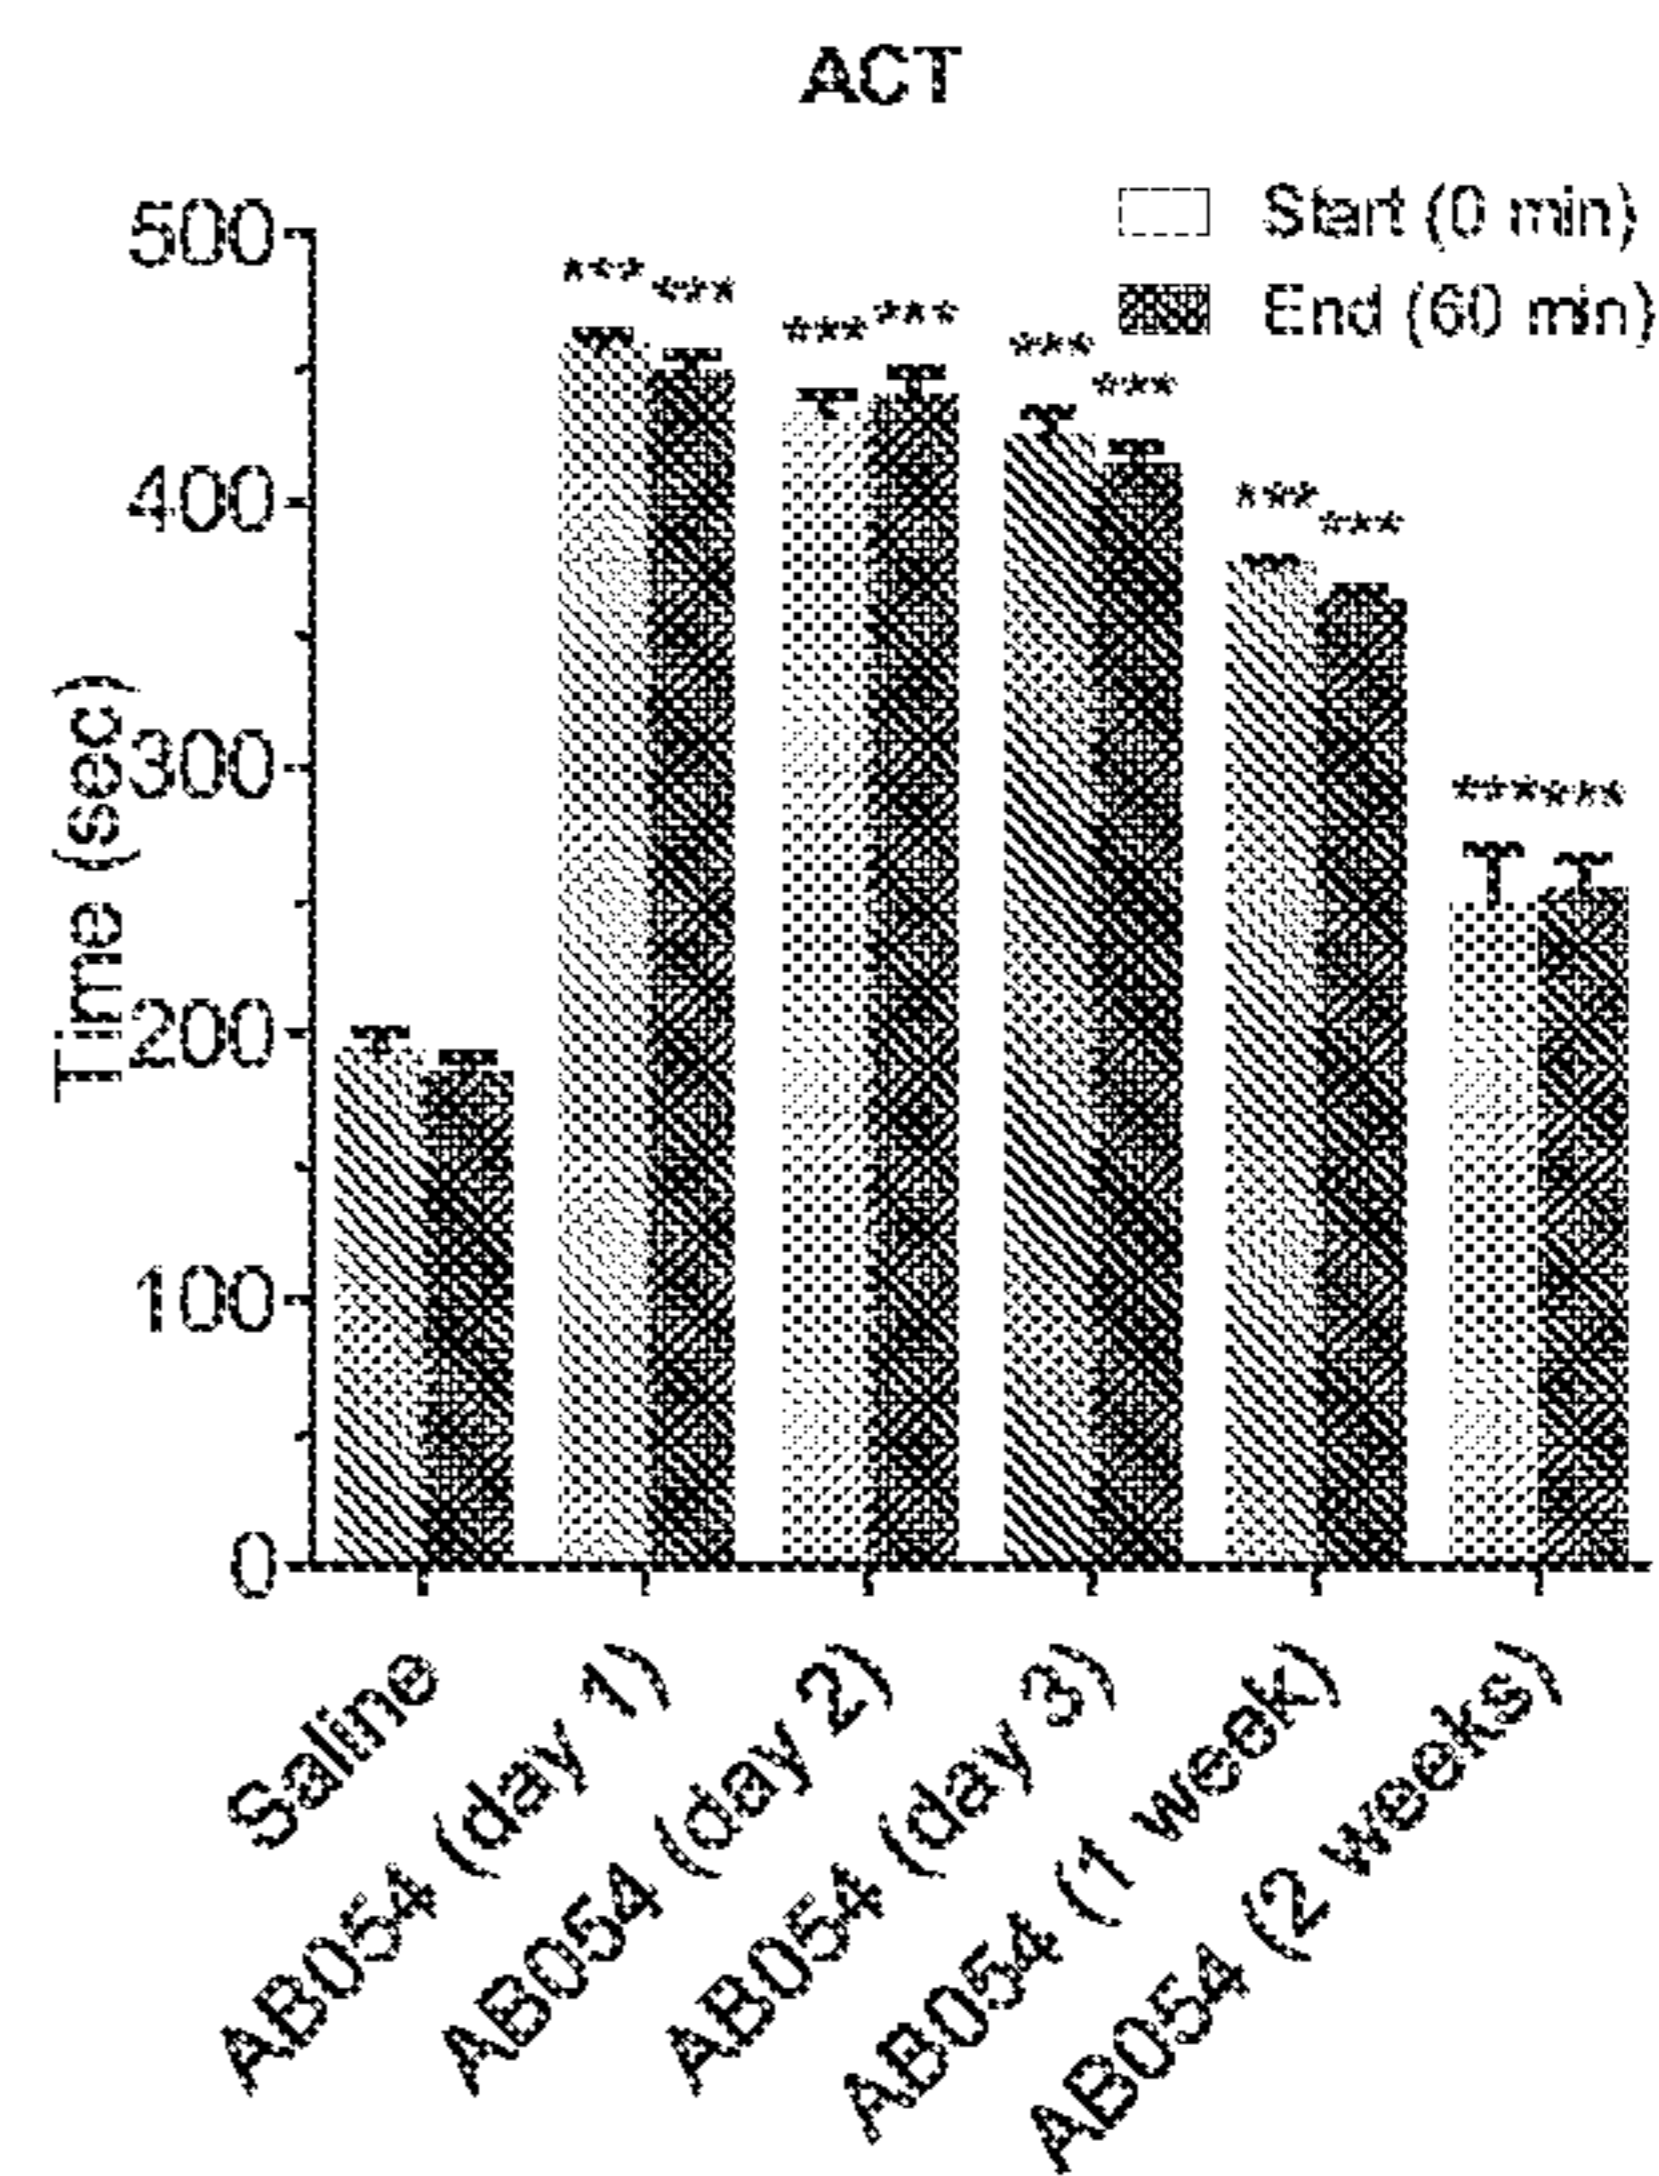 ACT
Start (0 min)
End (60 min)
Time (sec)
500
400
300
200
100
0
***
***
***
***
***
***
***
***
***
***
Saline
AB054 (day 1)
AB054 (day 2)
AB054 (day 3)
AB054 (1 week)
AB054 (2 weeks)